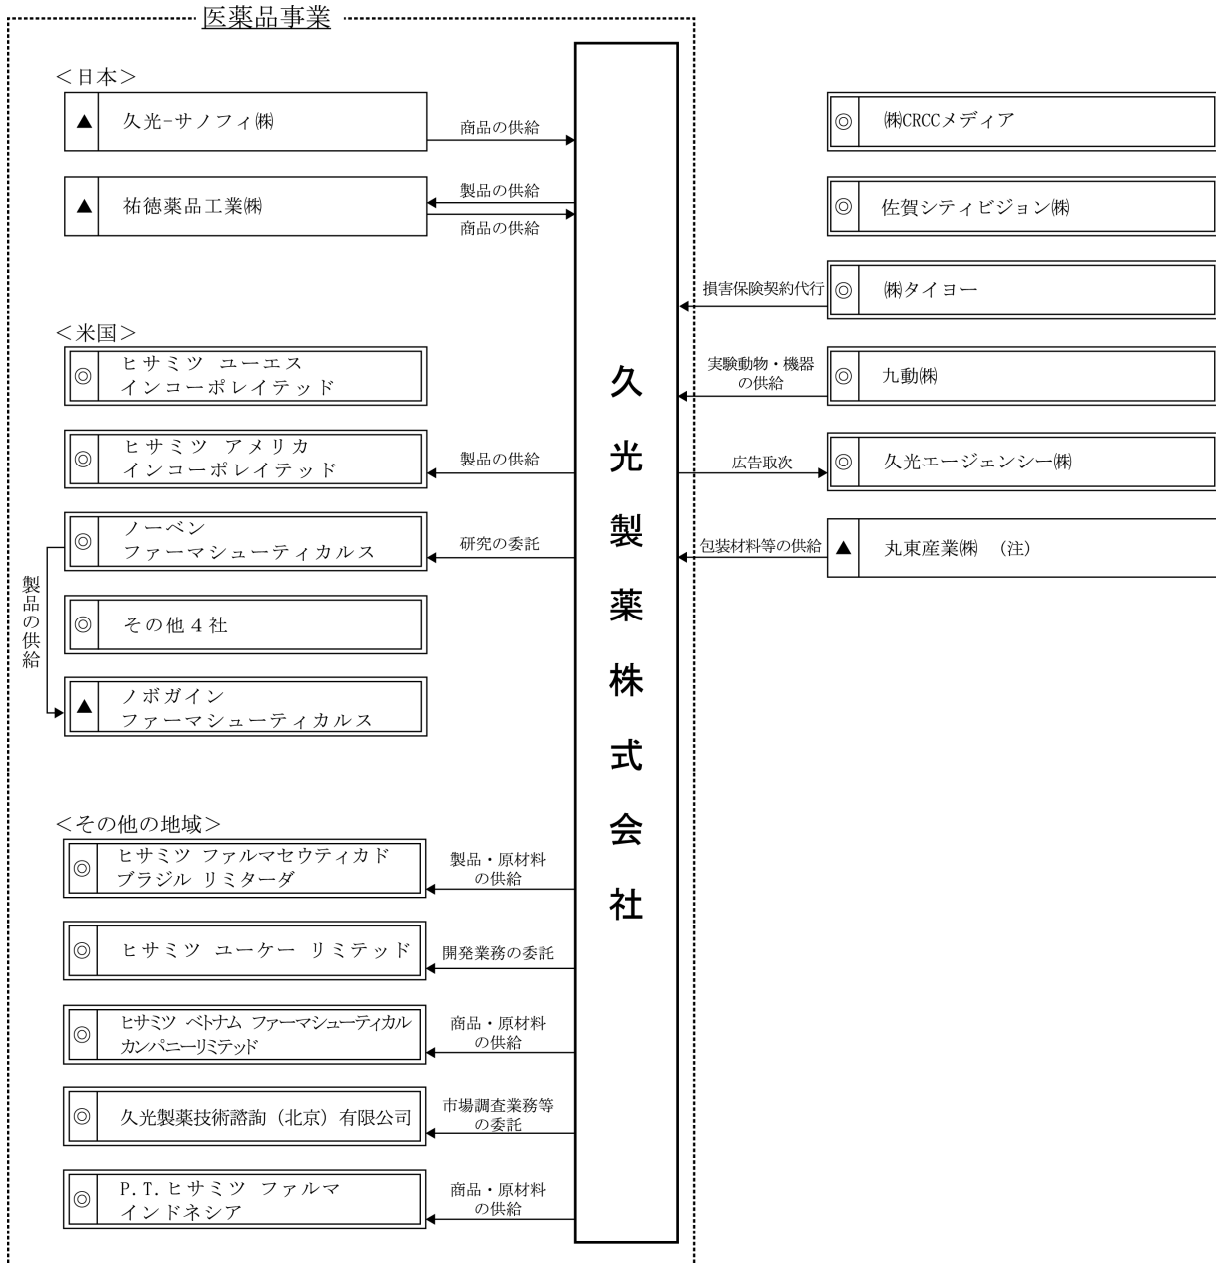 医薬品事業
＜日本＞
▲ 久光－サノフィ㈱
商品の供給
▲ 祐徳薬品工業㈱
製品の供給
商品の供給
＜米国＞
◎ ヒサミツ ユーエス
インコーポレイテッド
◎ ヒサミツ アメリカ
インコーポレイテッド
製品の供給
◎ ノーベン
ファーマシューティカルス
研究の委託
製品の供給
◎ その他４社
▲ ノボガイン
ファーマシューティカルス
＜その他の地域＞
◎ ヒサミツ ファルマセウティカド
ブラジル リミターダ
製品・原材料
の供給
◎ ヒサミツ ユーケー リミテッド
開発業務の委託
◎ ヒサミツ ベトナム ファーマシューティカル
カンパニーリミテッド
商品・原材料
の供給
◎ 久光製薬技術諮詢（北京）有限公司
市場調査業務等
の委託
◎ P.T.ヒサミツ ファルマ
インドネシア
商品・原材料
の供給
久光製薬株式会社
◎ ㈱CRCCメディア
◎ 佐賀シティビジョン㈱
損害保険契約代行
◎ ㈱タイヨー
実験動物・機器
の供給
◎ 九動㈱
広告取次
◎ 久光エージェンシー㈱
包装材料等の供給
▲ 丸東産業㈱ （注）